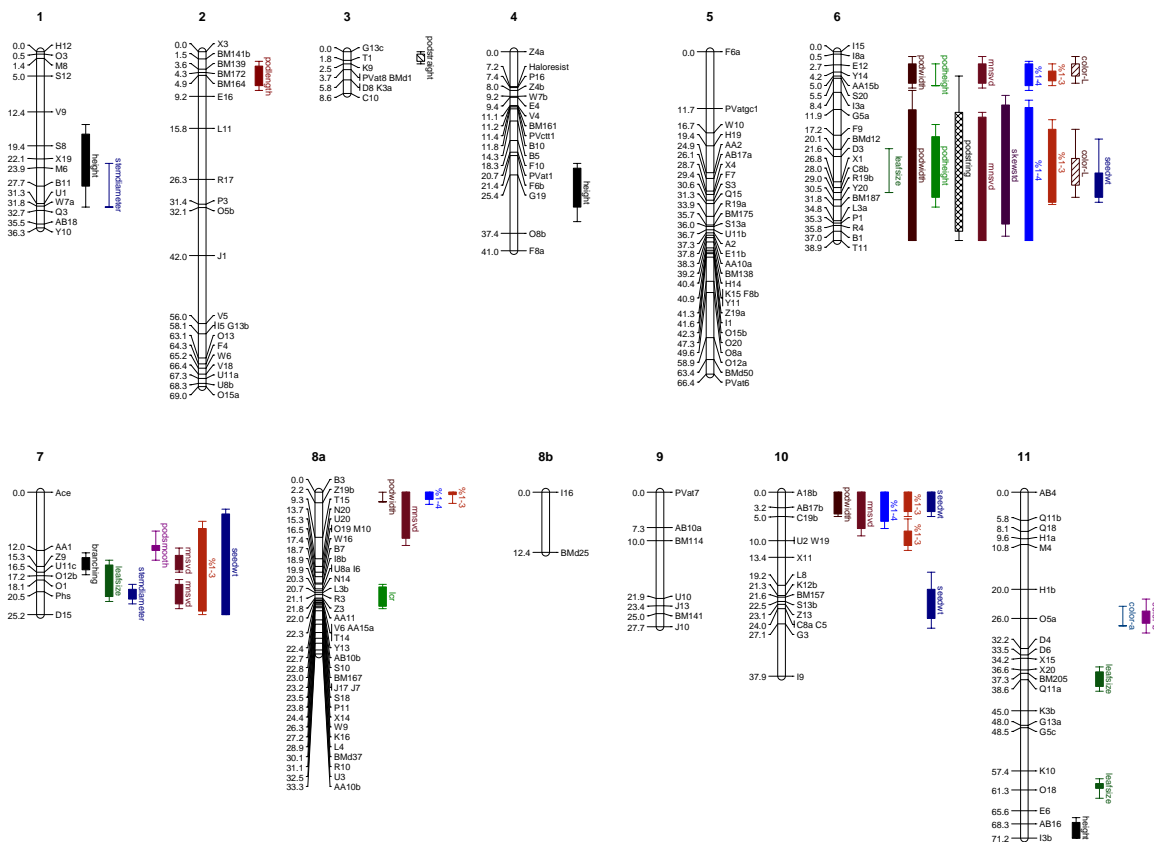 1
0.0 H12
0.5 O3
1.4 M8
5.0 S12
12.4 V9
19.4 S8
22.1 X19
23.9 M6
27.7 B11
31.3 U1
31.8 W7a
32.7 Q3
35.5 AB18
36.3 Y10
height
stemdiameter
2
0.0 X3
1.5 BM141b
3.6 BM139
4.3 BM172
4.9 BM164
9.2 E16
15.8 L11
26.3 R17
31.4 P3
32.1 O5b
42.0 J1
56.0 V5
58.1 I5 G13b
63.1 O13
64.3 F4
65.2 W6
66.4 V18
67.3 U11a
68.3 U8b
69.0 O15a
podlength
3
0.0 G13c
1.8 T1
2.5 K9
3.7 PVat8 BMd1
5.8 D8 K3a
8.6 C10
podsraight
4
0.0 Z4a
7.2 Haloresist
7.4 P16
8.0 Z4b
9.2 W7b
9.4 E4
11.1 V4
11.2 BM161
11.4 PVctt1
11.8 B10
14.3 B5
18.3 F10
20.7 PVat1
21.4 F6b
25.4 G19
37.4 O8b
41.0 F8a
height
5
0.0 F6a
11.7 PVatgc1
16.7 W10
19.4 H19
24.9 AA2
26.1 AB17a
28.7 X4
29.4 F7
30.6 S3
31.3 Q15
33.9 R19a
35.7 BM175
36.0 S13a
36.7 U11b
37.3 A2
37.8 E11b
38.3 AA10a
39.2 BM138
40.4 H14
40.9 K15 F8b
Y11
41.3 Z19a
41.6 I1
42.3 O15b
47.3 O20
49.6 O8a
58.9 O12a
63.4 BMd50
66.4 PVat6
6
0.0 I15
0.5 I8a
2.7 E12
4.2 Y14
5.0 AA15b
5.5 S20
8.4 I3a
11.9 G5a
17.2 F9
20.1 BMd12
21.6 D3
26.8 X1
28.0 C8b
29.0 R19b
30.5 Y20
31.8 BM187
34.8 L3a
35.3 P1
35.8 R4
37.0 B1
38.9 T11
podwidth
podheight
mnsvd
%1-4
%1-3
color-L
leafsize
podwidth
podheight
podstring
mnsvd
skewstd
%1-4
%1-3
color-L
seedwt
7
0.0 Ace
12.0 AA1
15.3 Z9
16.5 U11c
17.2 O12b
18.1 O1
20.5 Phs
25.2 D15
branching
leafsize
stemdiameter
podsmooth
mnsvd
mnsvd
%1-3
seedwt
8a
0.0 B3
2.2 Z19b
9.3 T15
13.7 N20
15.3 U20
16.5 O19 M10
17.4 W16
18.7 B7
18.9 I8b
19.9 U8a I6
20.3 N14
20.7 L3b
21.1 R3
21.8 Z3
22.0 AA11
22.3 V6 AA15a
T14
22.4 Y13
22.7 AB10b
22.8 S10
23.0 BM167
23.2 J17 J7
23.5 S18
23.8 P11
24.4 X14
26.3 W9
27.2 K16
28.9 L4
30.1 BMd37
31.1 R10
32.5 U3
33.3 AA10b
podwidth
mnsvd
%1-4
%1-3
8b
0.0 I16
12.4 BMd25
9
0.0 PVat7
7.3 AB10a
10.0 BM114
21.9 U10
23.4 J13
25.0 BM141
27.7 J10
10
0.0 A18b
3.2 AB17b
5.0 C19b
10.0 U2 W19
13.4 X11
19.2 L8
21.3 K12b
21.6 BM157
22.5 S13b
23.1 Z13
24.0 C8a C5
27.1 G3
37.9 I9
podwidth
mnsvd
%1-4
%1-3
%1-3
seedwt
seedwt
11
0.0 AB4
5.8 Q11b
8.1 Q18
9.6 H1a
10.8 M4
20.0 H1b
26.0 O5a
32.2 D4
33.5 D6
34.2 X15
36.6 X20
37.3 BM205
38.6 Q11a
45.0 K3b
48.0 G13a
48.5 G5c
57.4 K10
61.3 O18
65.6 E6
68.3 AB16
71.2 I3b
color-a
leafsize
leafsize
height